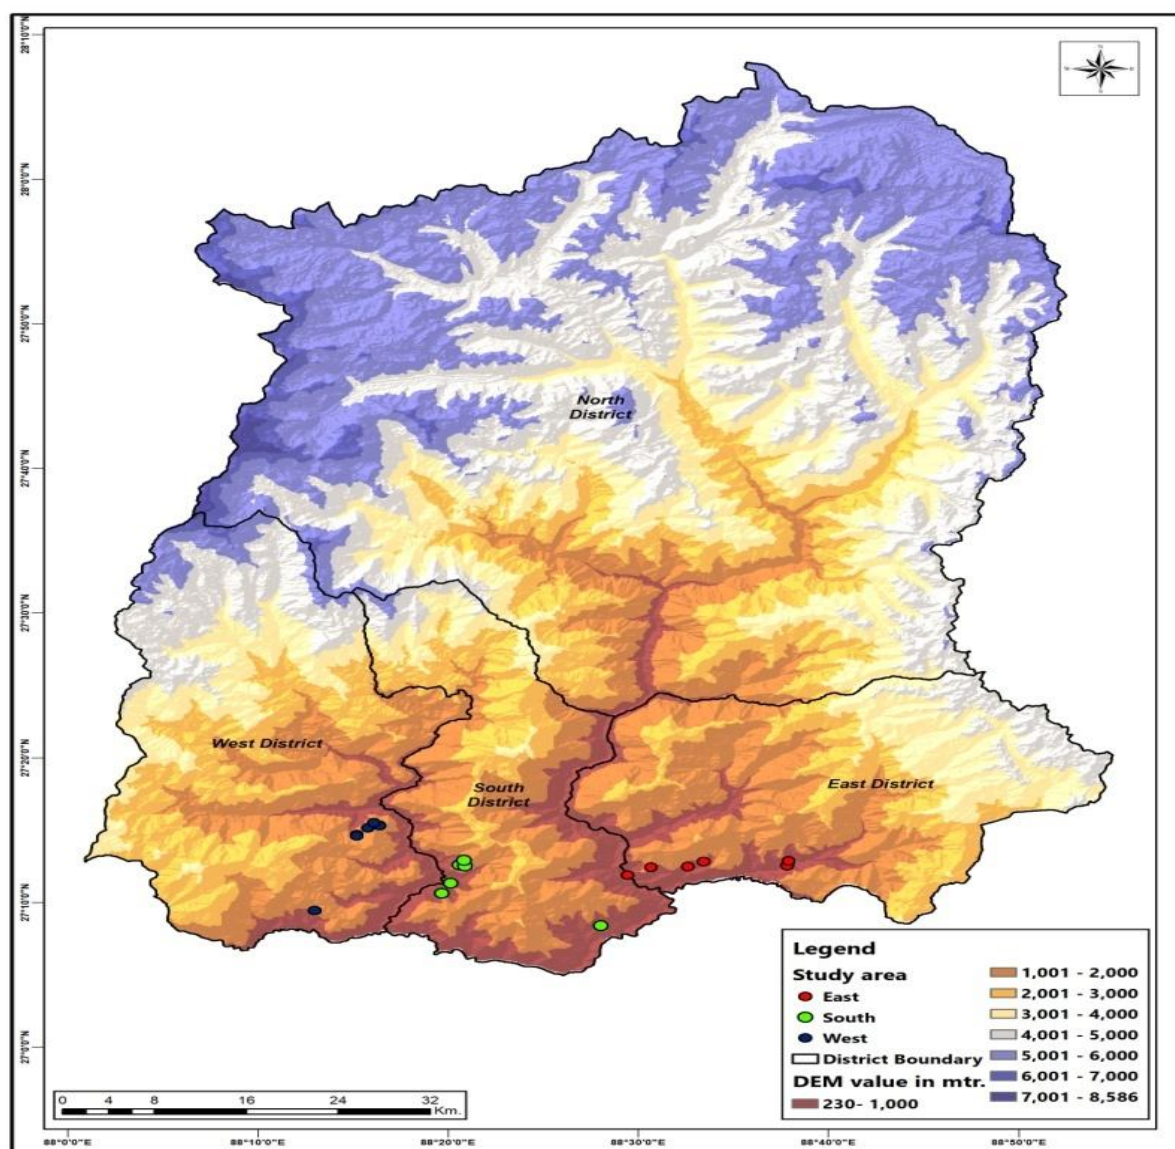 28°10'0"N
28°0'0"N
27°50'0"N
27°40'0"N
27°30'0"N
27°20'0"N
27°10'0"N
27°0'0"N
N
W
E
S
North
District
West District
South
District
East District
Legend
Study area
East
South
West
District Boundary
DEM value in mtr.
230- 1,000
1,001 - 2,000
2,001 - 3,000
3,001 - 4,000
4,001 - 5,000
5,001 - 6,000
6,001 - 7,000
7,001 - 8,586
0 2 4 8 16 24 32
Km.
88°0'0"E 88°10'0"E 88°20'0"E 88°30'0"E 88°40'0"E 88°50'0"E